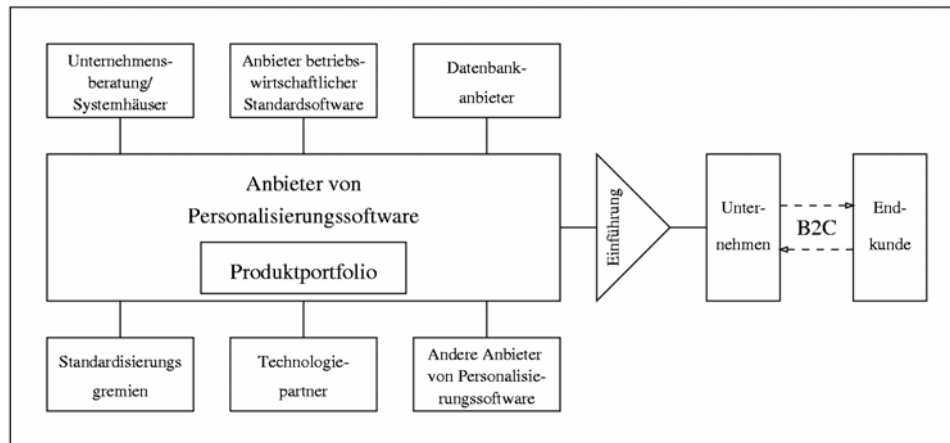 Unternehmens-
beratung/
Systemhäuser
Anbieter betriebs-
wirtschaftlicher
Standardsoftware
Datenbank-
anbieter
Anbieter von
Personalisierungssoftware
Produktportfolio
Einführung
Unter-
nehmen
B2C
End-
kunde
Standardisierungs
gremien
Technologie-
partner
Andere Anbieter
von Personalisie-
rungssoftware